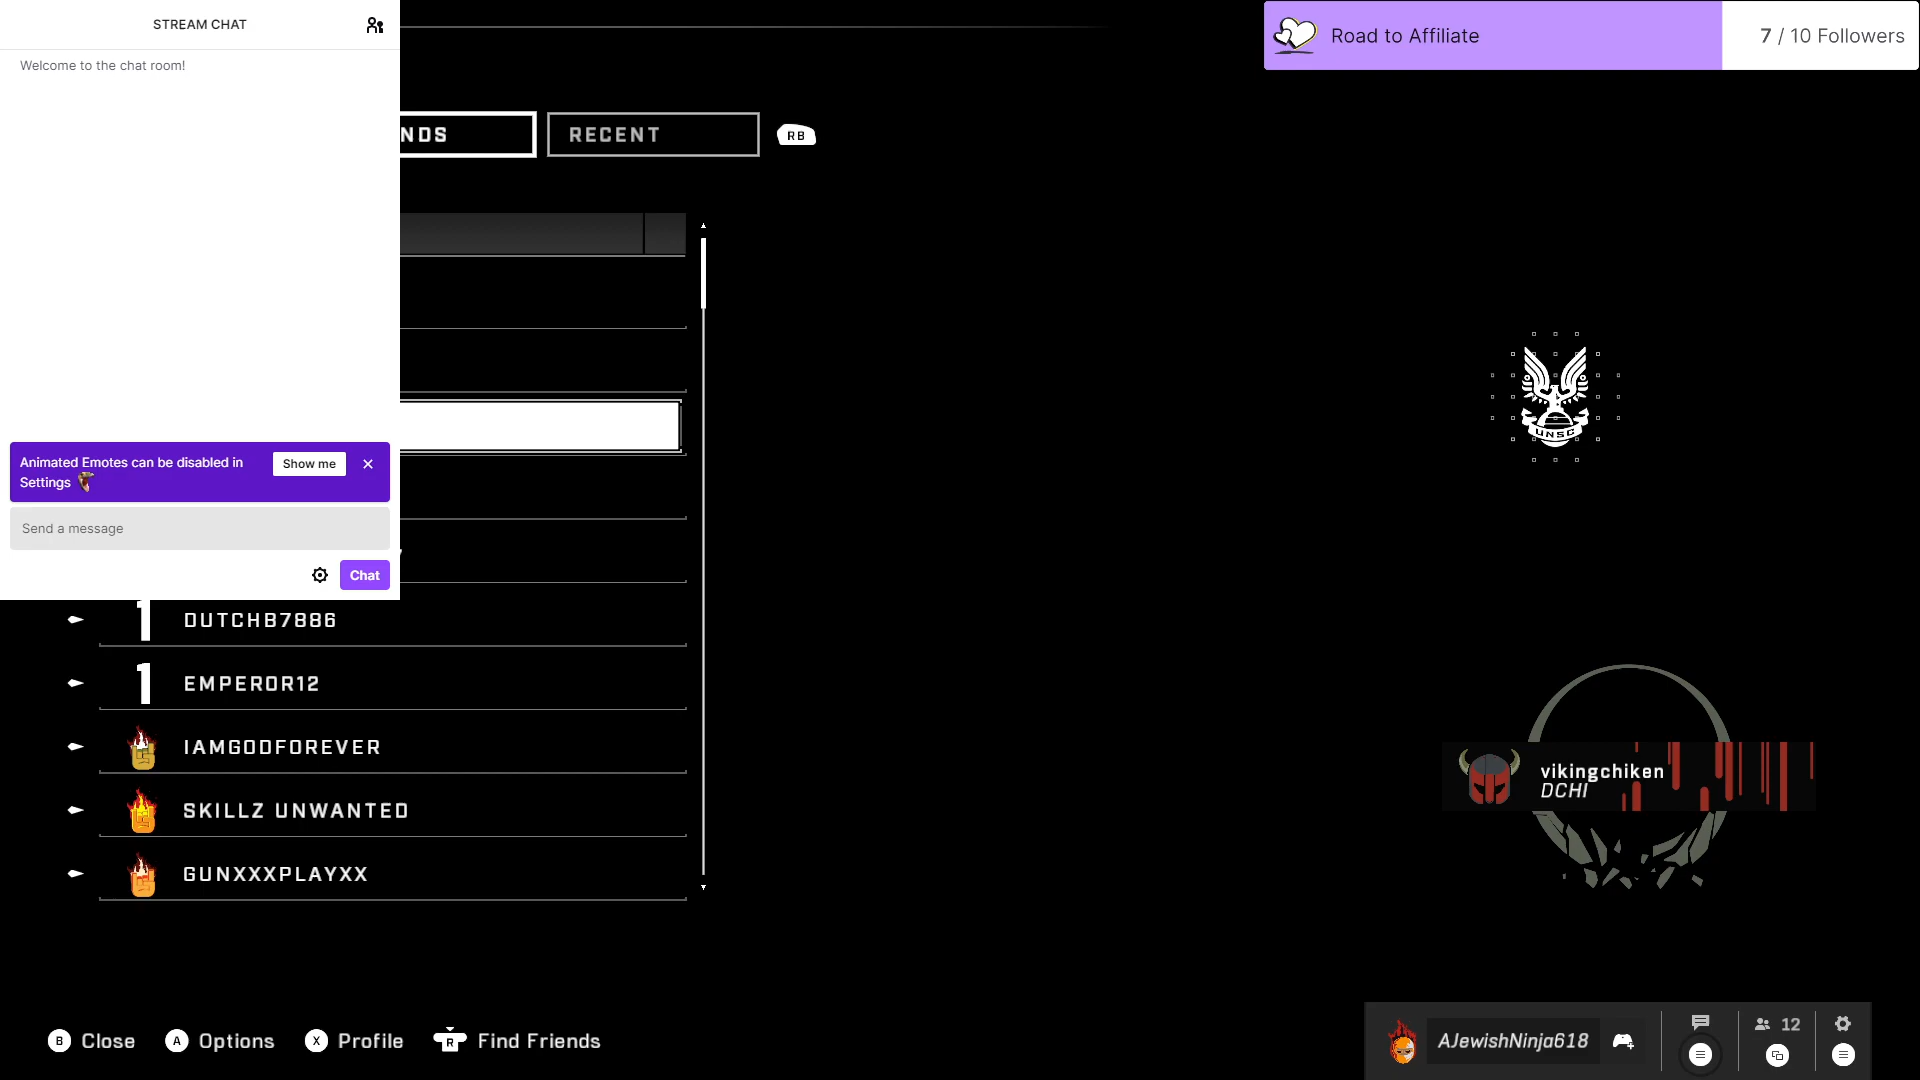 STREAM CHAT
Welcome to the chat room!
Road to Affiliate
7 / 10 Followers
NDS
RECENT
RB
UNSC
Animated Emotes can be disabled in
Settings
Show me
Send a message
Chat
1 DUTCHB7886
1 EMPEROR12
IAMGODFOREVER
SKILLZ UNWANTED
GUNXXXPLAYXX
vikingchiken
DCHI
B Close
A Options
X Profile
R Find Friends
AJewishNinja618
12